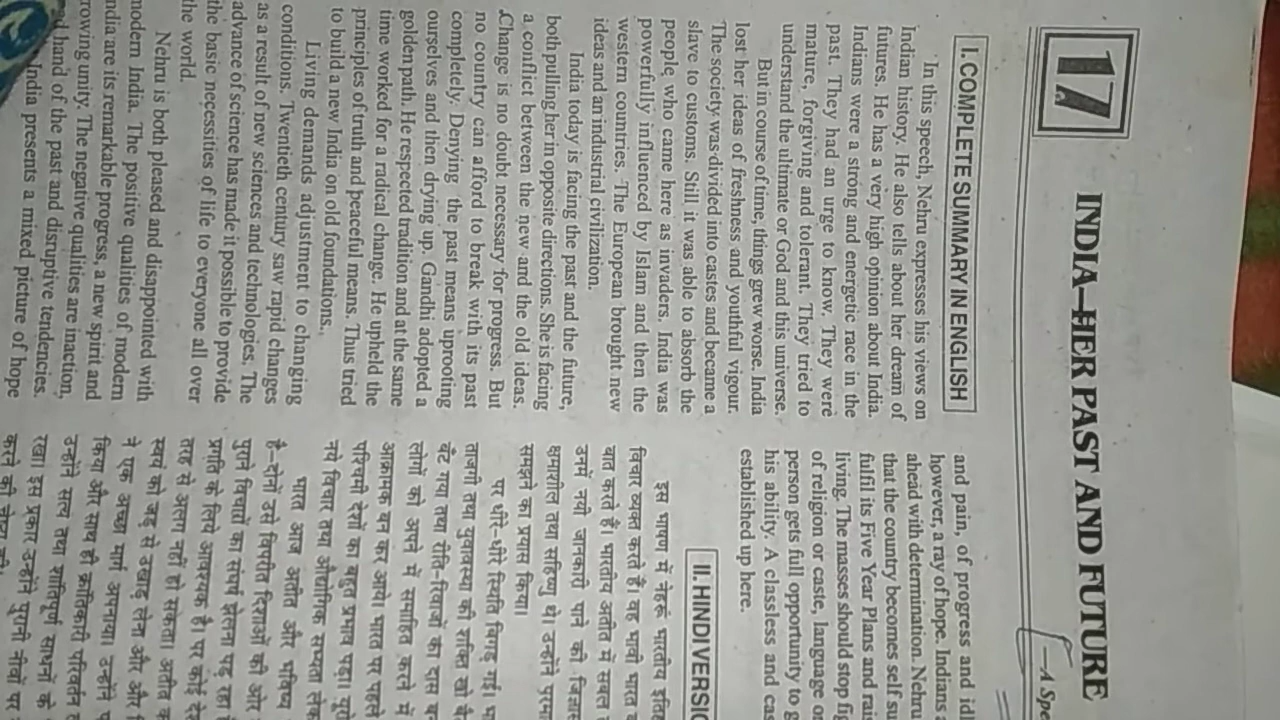 17.
INDIA—HER PAST AND FUTURE
—A Spe
I. COMPLETE SUMMARY IN ENGLISH
In this speech, Nehru expresses his views on
Indian history. He also tells about her dream of
futures. He has a very high opinion about India.
Indians were a strong and energetic race in the
past. They had an urge to know. They were
mature, forgiving and tolerant. They tried to
understand the ultimate or God and this universe.
But in course of time, things grew worse. India
lost her ideas of freshness and youthful vigour.
The society was divided into castes and became a
slave to customs. Still it was able to absorb the
people, who came here as invaders. India was
powerfully influenced by Islam and then the
western countries. The European brought new
ideas and an industrial civilization.
India today is facing the past and the future,
both pulling her in opposite directions. She is facing
a conflict between the new and the old ideas.
Change is no doubt necessary for progress. But
no country can afford to break with its past
completely. Denying the past means uprooting
ourselves and then drying up. Gandhi adopted a
golden path. He respected tradition and at the same
time worked for a radical change. He upheld the
principles of truth and peaceful means. Thus tried
to build a new India on old foundations.
Living demands adjustment to changing
conditions. Twentieth century saw rapid changes
as a result of new sciences and technologies. The
advance of science has made it possible to provide
the basic necessities of life to everyone all over
the world.
Nehru is both pleased and disappointed with
modern India. The positive qualities of modern
India are its remarkable progress, a new spirit and
rowing unity. The negative qualities are inaction,
d hand of the past and disruptive tendencies.
India presents a mixed picture of hope
and pain, of progress and idl
however, a ray of hope. Indians
ahead with determination. Nehru
that the country becomes self su
fulfil its Five Year Plans and rai
living. The masses should stop fig
of religion or caste, language or
person gets full opportunity to g
his ability. A classless and cas
established up here.
II. HINDI VERSIO
इस भाषण में नेहरू भारतीय इति
विचार व्यक्त करते हैं। वह भावी भारत
बात करते हैं। भारतीय अतीत में सबल
उनमें नयी जानकारी पाने की जिज्ञास
क्षमाशील तथा सहिष्णु थे। उन्होंने परमा
समझने का प्रयास किया।
पर धीरे-धीरे स्थिति बिगड़ गई। भा
ताजगी तथा युवावस्था की शक्ति खो बै
बँट गया तथा रीति-रिवाजों का दास बन
लोगों को अपने में समाहित करने में
आक्रामक बन कर आये। भारत पर पहले
पश्चिमी देशों का बहुत प्रभाव पड़ा। यूरो
नये विचार तथा औद्योगिक सभ्यता लेक
भारत आज अतीत और भविष्य
है—दोनों उसे विपरीत दिशाओं की ओर
पुराने विचारों का संघर्ष झेलना पड़ रहा
प्रगति के लिये आवश्यक है। पर कोई देश
तरह से अलग नहीं हो सकता। अतीत क
स्वयं को जड़ से उखाड़ लेना और और
ने एक अच्छा मार्ग अपनाया। उन्होंने
किया और साथ ही क्रांतिकारी परिवर्तन
उन्होंने सत्य तथा शांतिपूर्ण साधनों के
रखा। इस प्रकार उन्होंने पुरानी नीवों पर
करने की चेष्टा की।